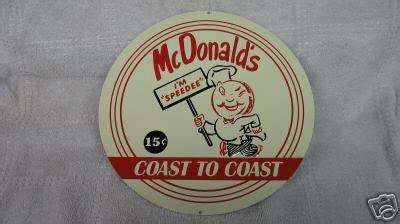 McDonald's
I'M
"SPEEDEE"
15¢
COAST TO COAST